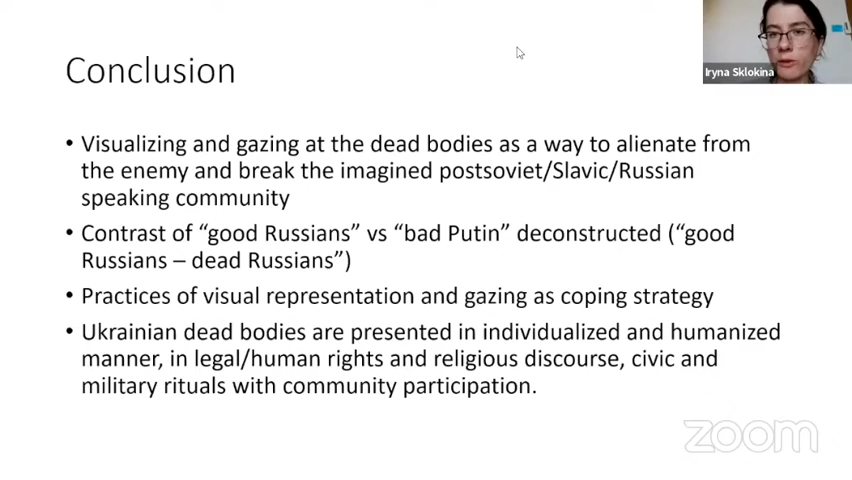 Iryna Sklokina
Conclusion
• Visualizing and gazing at the dead bodies as a way to alienate from
the enemy and break the imagined postsoviet/Slavic/Russian
speaking community
• Contrast of “good Russians” vs “bad Putin” deconstructed (“good
Russians – dead Russians”)
• Practices of visual representation and gazing as coping strategy
• Ukrainian dead bodies are presented in individualized and humanized
manner, in legal/human rights and religious discourse, civic and
military rituals with community participation.
zoom